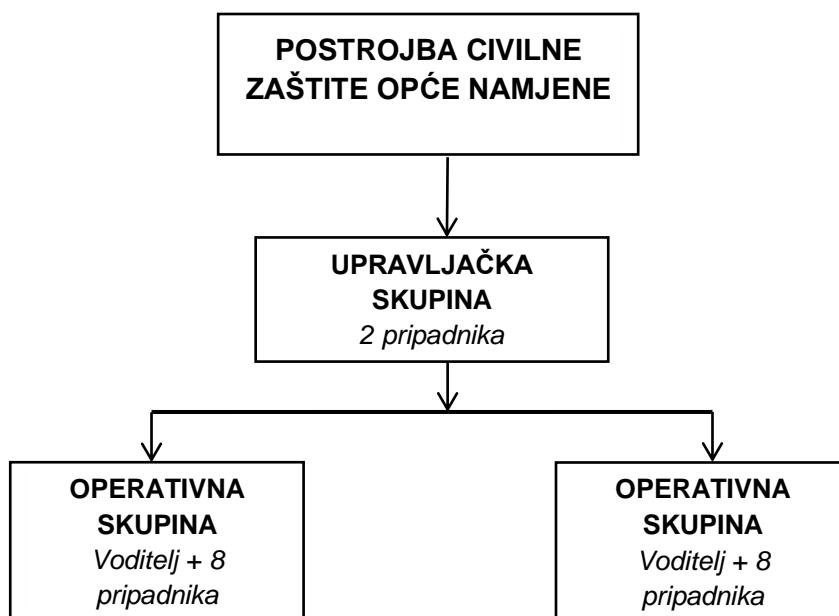 POSTROJBA CIVILNE
ZAŠTITE OPĆE NAMJENE
UPRAVLJAČKA
SKUPINA
2 pripadnika
OPERATIVNA
SKUPINA
Voditelj + 8
pripadnika
OPERATIVNA
SKUPINA
Voditelj + 8
pripadnika